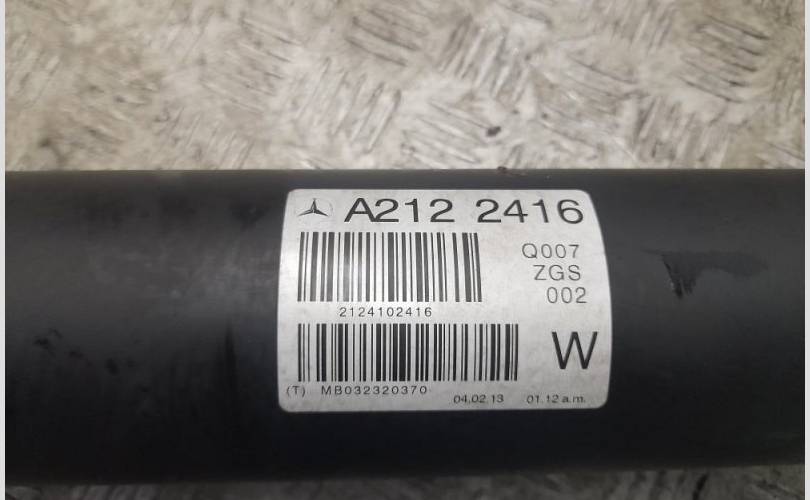 A212 2416
Q007
ZGS
002
2124102416
W
(T) MB032320370
04.02.13 01.12 a.m.